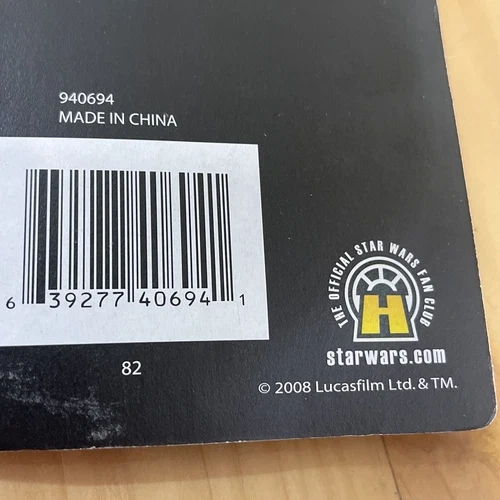 940694
MADE IN CHINA
6 39277 40694 1
82
THE OFFICIAL STAR WARS FAN CLUB
H
starwars.com
© 2008 Lucasfilm Ltd. & TM.